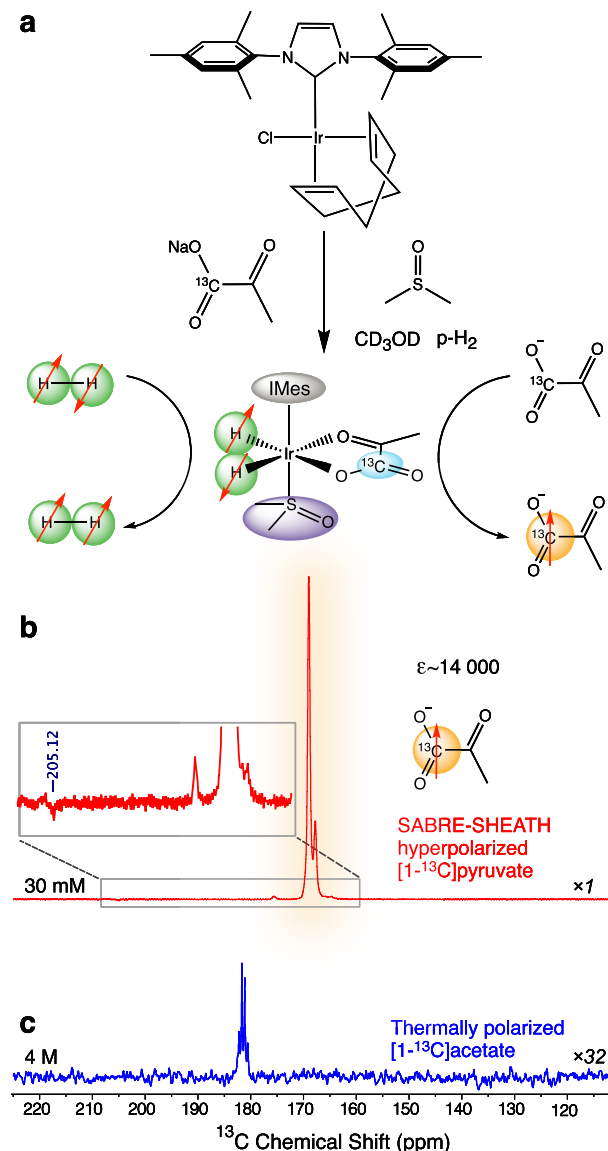 a
N N
Cl Ir
NaO
O
13C
O
O
S
CD3OD p-H2
H H
IMes
O−
O
13C
O
H
H
Ir
O
O
13C
O
S
O
H H
O−
O
13C
O
b
ε~14 000
−205.12
O−
O
13C
O
SABRE-SHEATH
hyperpolarized
[1-13C]pyruvate
30 mM
×1
c
Thermally polarized
[1-13C]acetate
4 M
×32
220 210 200 190 180 170 160 150 140 130 120
13C Chemical Shift (ppm)